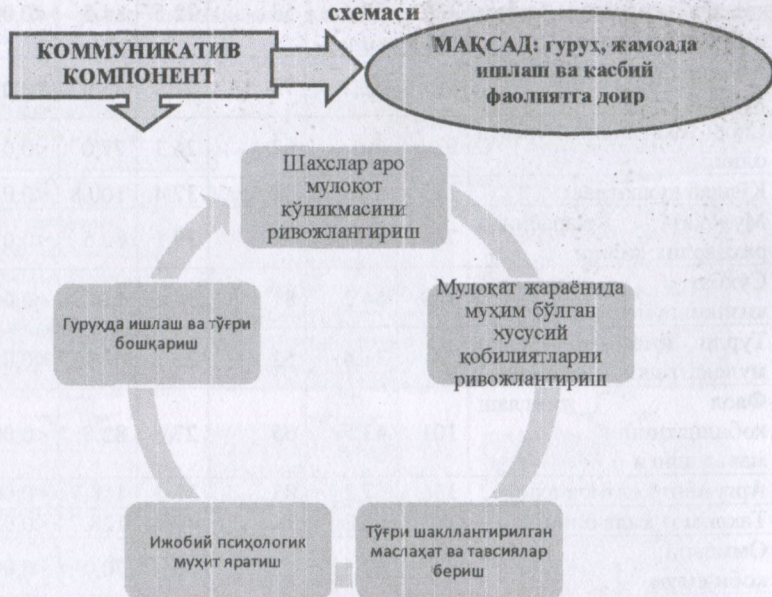 схемаси
КОММУНИКАТИВ
КОМПОНЕНТ
МАҚСАД: гуруҳ, жамоада
ишлаш ва касбий
фаолиятга доир
Шахслар аро
мулоқот
кўникмасини
ривожлантириш
Мулоқат жараёнида
муҳим бўлган
хусусий
қобилиятларни
ривожлантириш
Тўғри шакллантирилган
маслаҳат ва тавсиялар
бериш
Ижобий психологик
муҳит яратиш
Гуруҳда ишлаш ва тўғри
бошқариш